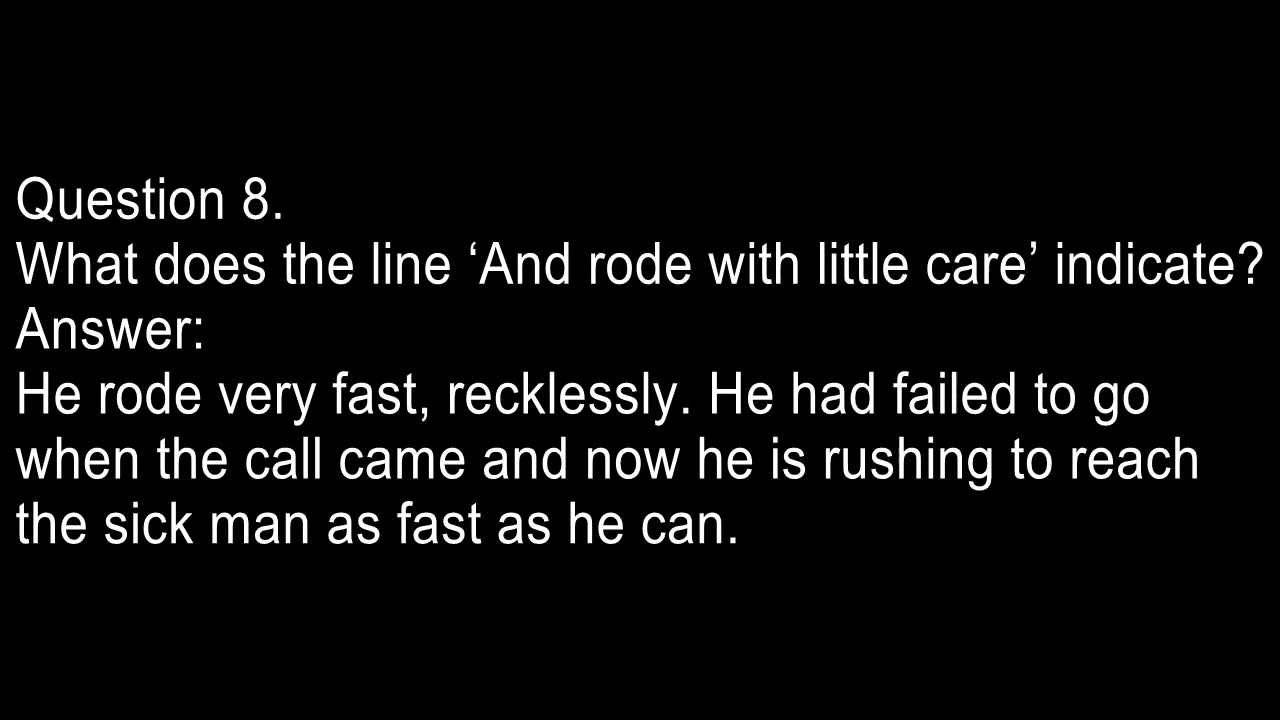 Question 8.
What does the line ‘And rode with little care’ indicate?
Answer:
He rode very fast, recklessly. He had failed to go
when the call came and now he is rushing to reach
the sick man as fast as he can.